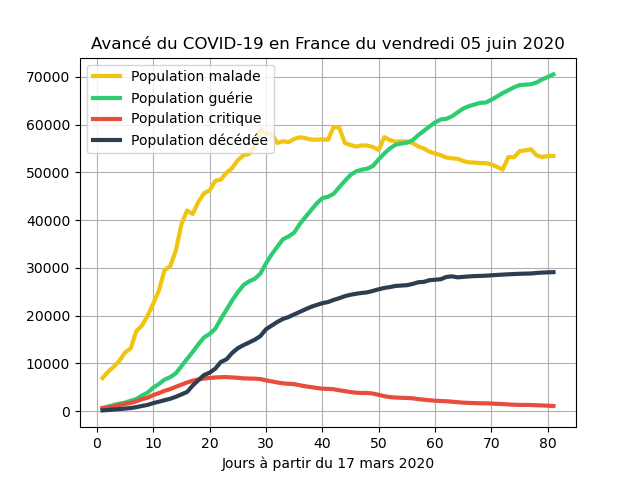 Avancé du COVID-19 en France du vendredi 05 juin 2020
Population malade
Population guérie
Population critique
Population décédée
70000
60000
50000
40000
30000
20000
10000
0
0 10 20 30 40 50 60 70 80
Jours à partir du 17 mars 2020